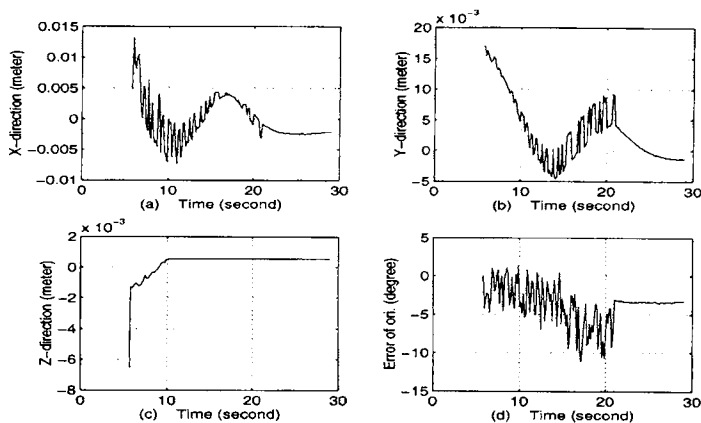 0.015
0.01
0.005
0
−0.005
−0.01
X−direction (meter)
0 10 20 30
(a) Time (second)
20 x 10 −3
15
10
5
0
−5
Y−direction (meter)
0 10 20 30
(b) Time (second)
x 10 −3
2
0
−2
−4
−6
−8
Z−direction (meter)
0 10 20 30
(c) Time (second)
5
0
−5
−10
−15
Error of ori. (degree)
0 10 20 30
(d) Time (second)